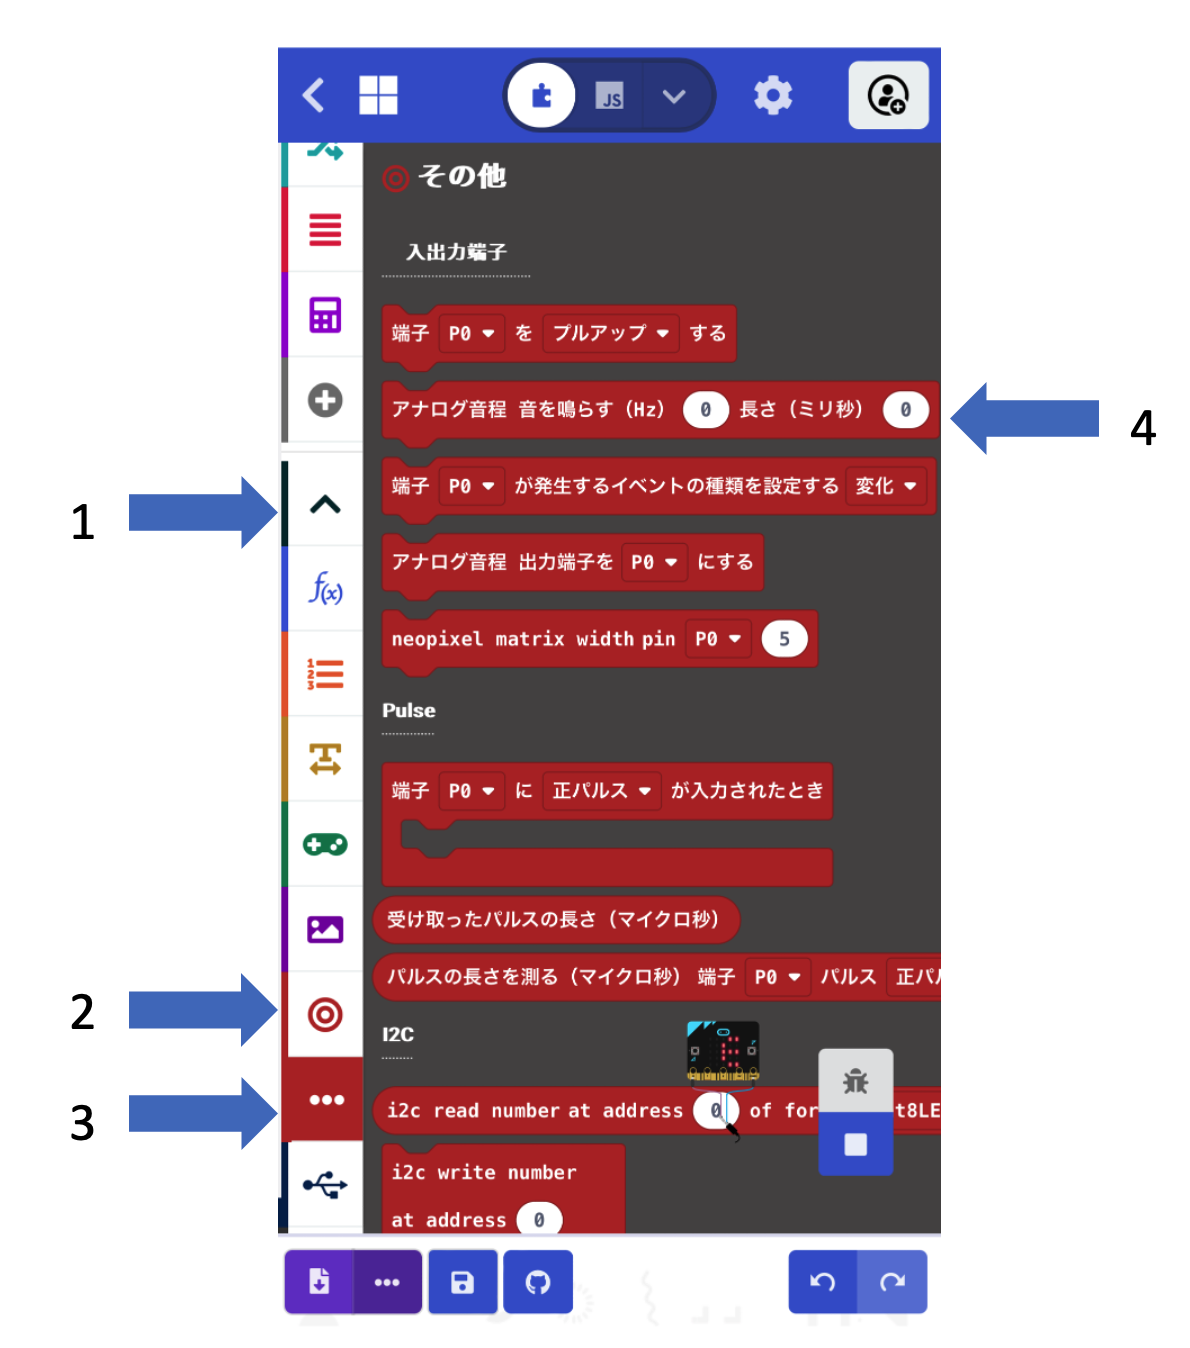 JS
その他
入出力端子
端子 P0 を プルアップ する
アナログ音程 音を鳴らす（Hz） 0 長さ（ミリ秒） 0
4
端子 P0 が発生するイベントの種類を設定する 変化
1
アナログ音程 出力端子を P0 にする
f(x)
neopixel matrix width pin P0 5
1
2
3
Pulse
T
端子 P0 に 正パルス が入力されたとき
受け取ったパルスの長さ（マイクロ秒）
パルスの長さを測る（マイクロ秒） 端子 P0 パルス 正パ
2
I2C
3
i2c read number at address 0 of for t8LE
i2c write number
at address 0